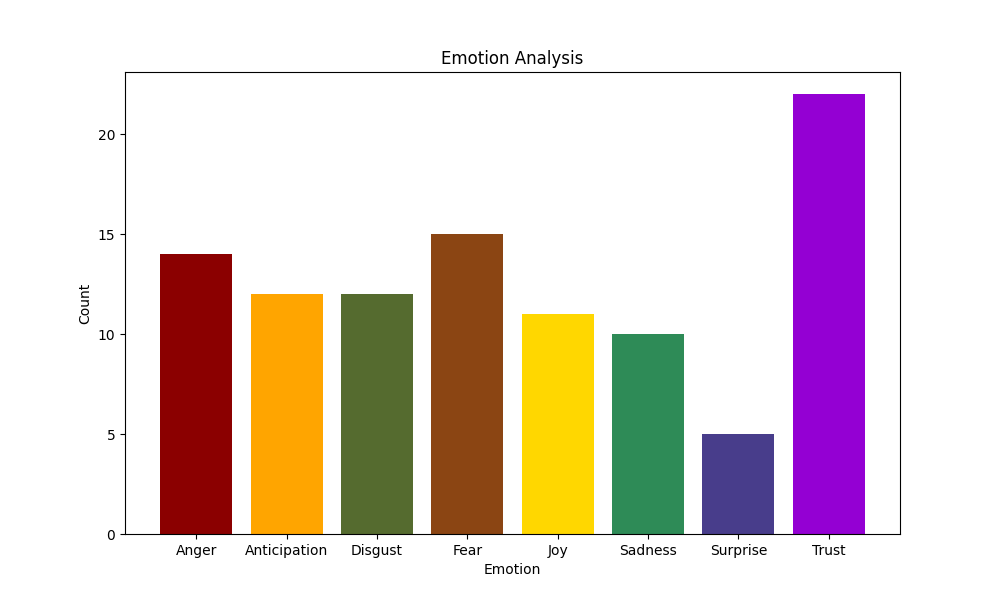 Emotion Analysis
20
15
10
5
0
Count
Anger Anticipation Disgust Fear Joy Sadness Surprise Trust
Emotion